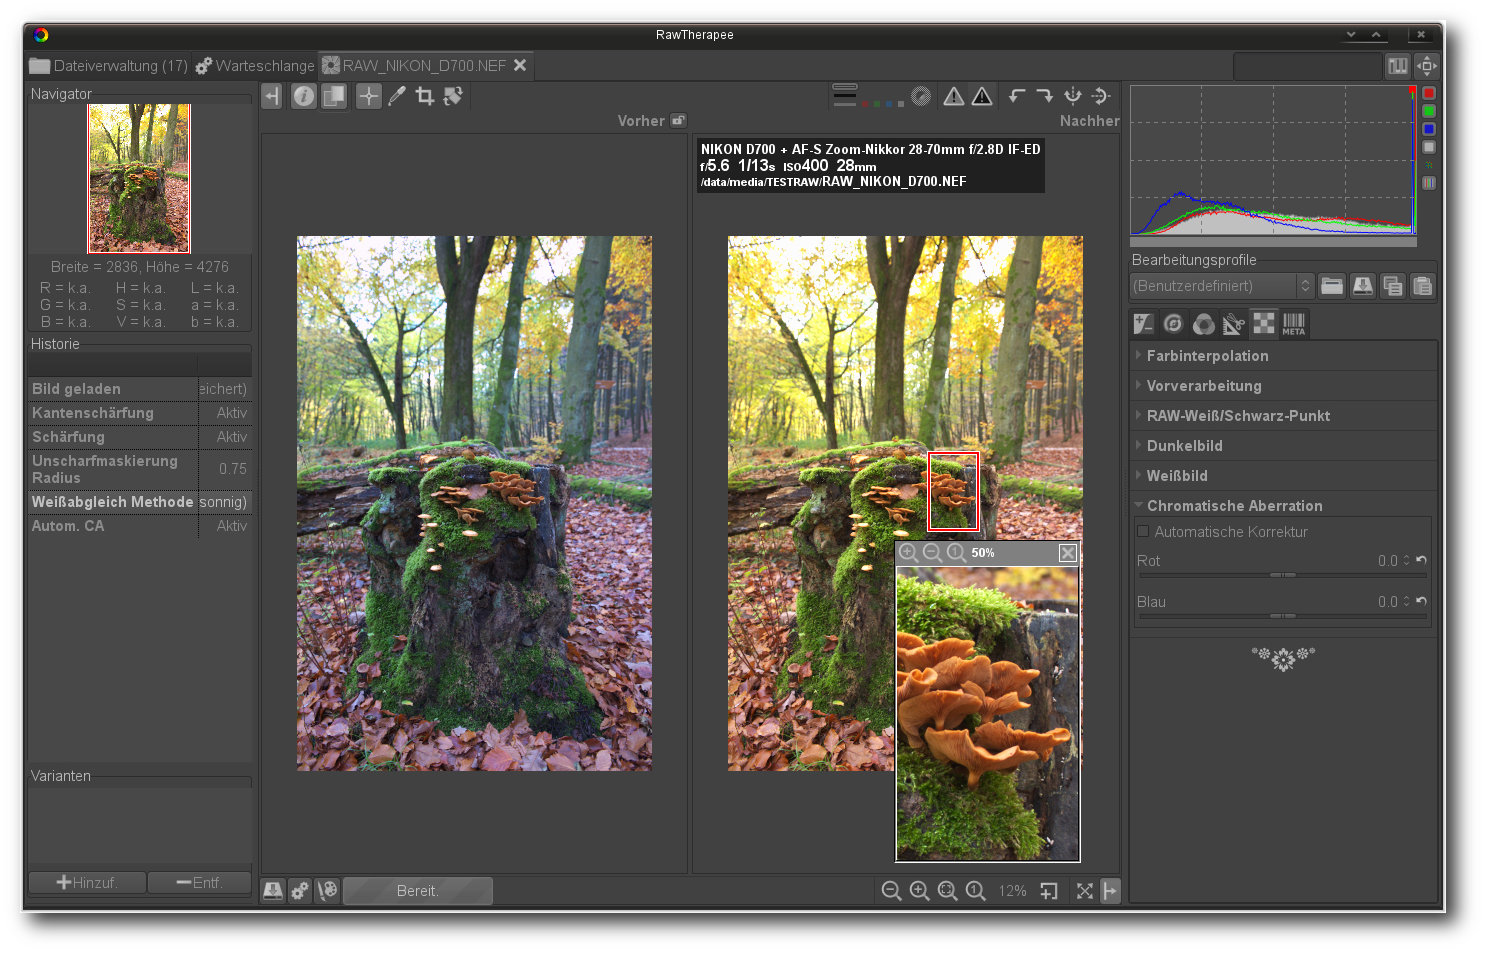 RawTherapee
Dateiverwaltung (17) Warteschlange RAW_NIKON_D700.NEF
Navigator
Breite = 2836, Höhe = 4276
R = k.a. H = k.a. L = k.a.
G = k.a. S = k.a. a = k.a.
B = k.a. V = k.a. b = k.a.
Historie
Bild geladen eichert)
Kantenschärfung Aktiv
Schärfung Aktiv
Unscharfmaskierung
Radius 0.75
Weißabgleich Methode sonnig)
Autom. CA Aktiv
Varianten
Hinzuf. Entf.
Vorher
Nachher
NIKON D700 + AF-S Zoom-Nikkor 28-70mm f/2.8D IF-ED
f/5.6 1/13s ISO400 28mm
/data/media/TESTRAW/RAW_NIKON_D700.NEF
1 50%
Bereit.
1 12%
Bearbeitungsprofile
(Benutzerdefiniert)
META
Farbinterpolation
Vorverarbeitung
RAW-Weiß/Schwarz-Punkt
Dunkelbild
Weißbild
Chromatische Aberration
Automatische Korrektur
Rot 0.0
Blau 0.0